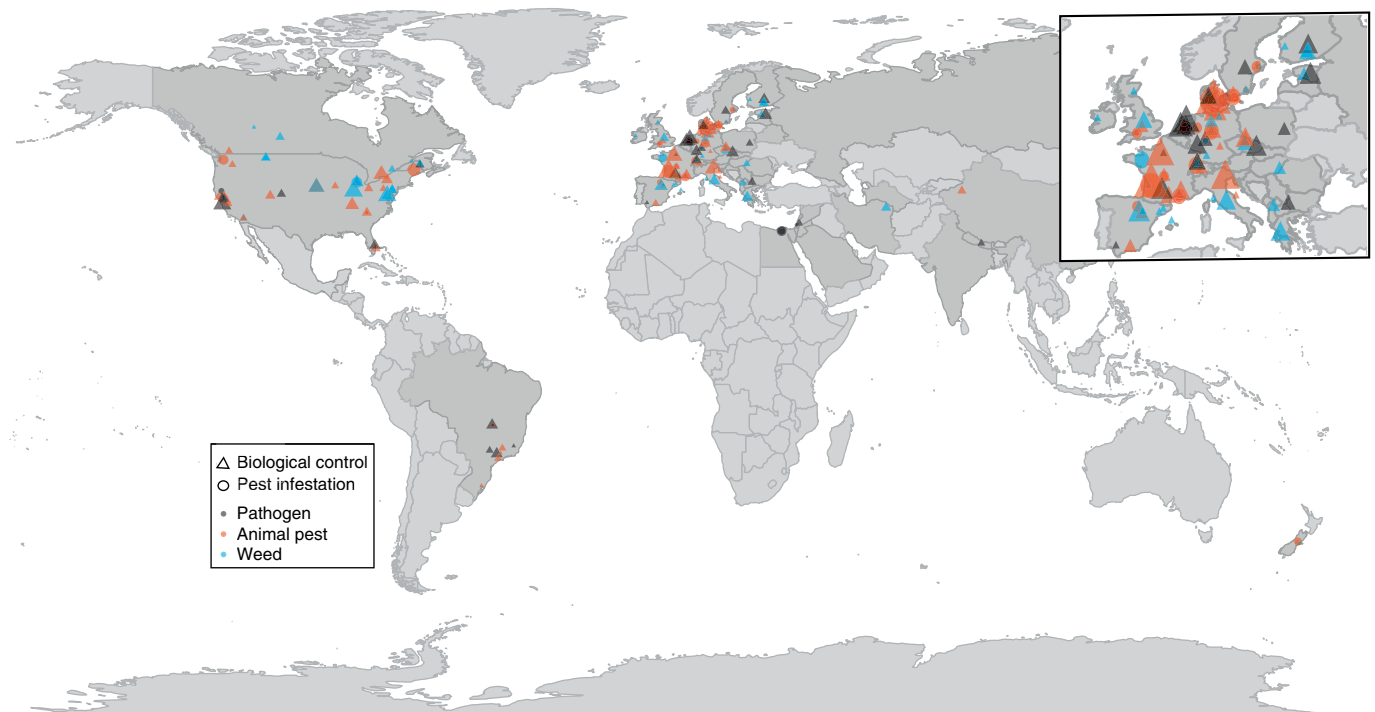 Biological control
Pest infestation
Pathogen
Animal pest
Weed